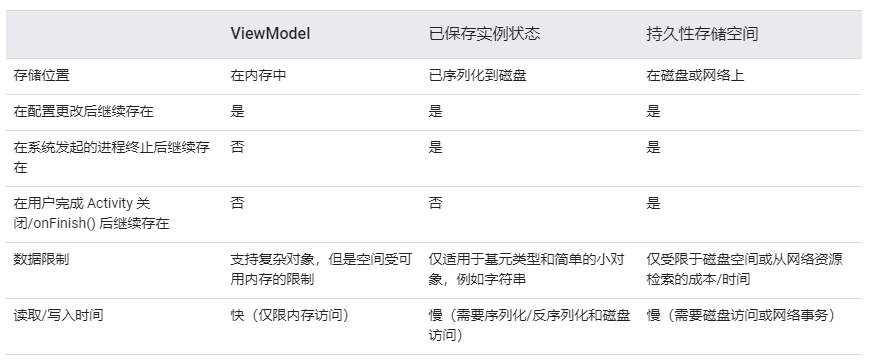 ViewModel 已保存实例状态 持久性存储空间
存储位置 在内存中 已序列化到磁盘 在磁盘或网络上
在配置更改后继续存在 是 是 是
在系统发起的进程终止后继续存在 否 是 是
在用户完成 Activity 关闭/onFinish() 后继续存在 否 否 是
数据限制 支持复杂对象，但是空间受可用内存的限制 仅适用于基元类型和简单的小对象，例如字符串 仅受限于磁盘空间或从网络资源检索的成本/时间
读取/写入时间 快（仅限内存访问） 慢（需要序列化/反序列化和磁盘访问） 慢（需要磁盘访问或网络事务）